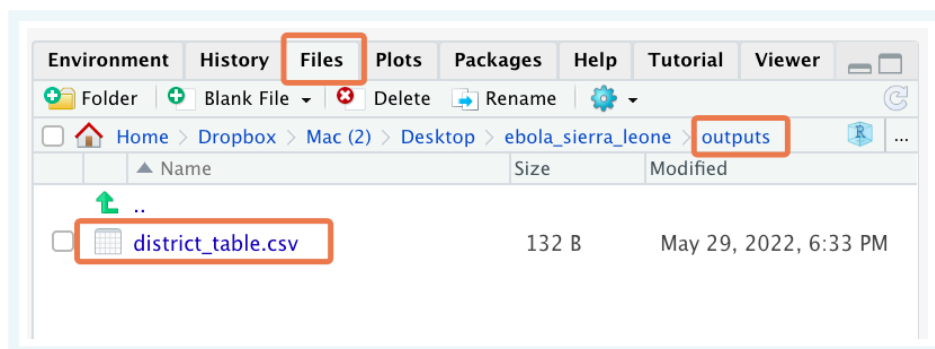 Environment History Files Plots Packages Help Tutorial Viewer
Folder Blank File Delete Rename
Home > Dropbox > Mac (2) > Desktop > ebola_sierra_leone > outputs R ...
Name Size Modified
..
district_table.csv 132 B May 29, 2022, 6:33 PM